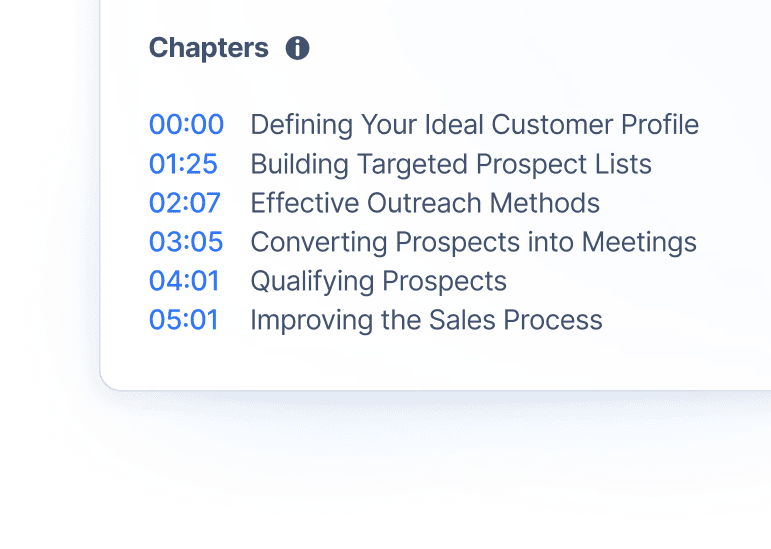 Chapters
00:00 Defining Your Ideal Customer Profile
01:25 Building Targeted Prospect Lists
02:07 Effective Outreach Methods
03:05 Converting Prospects into Meetings
04:01 Qualifying Prospects
05:01 Improving the Sales Process